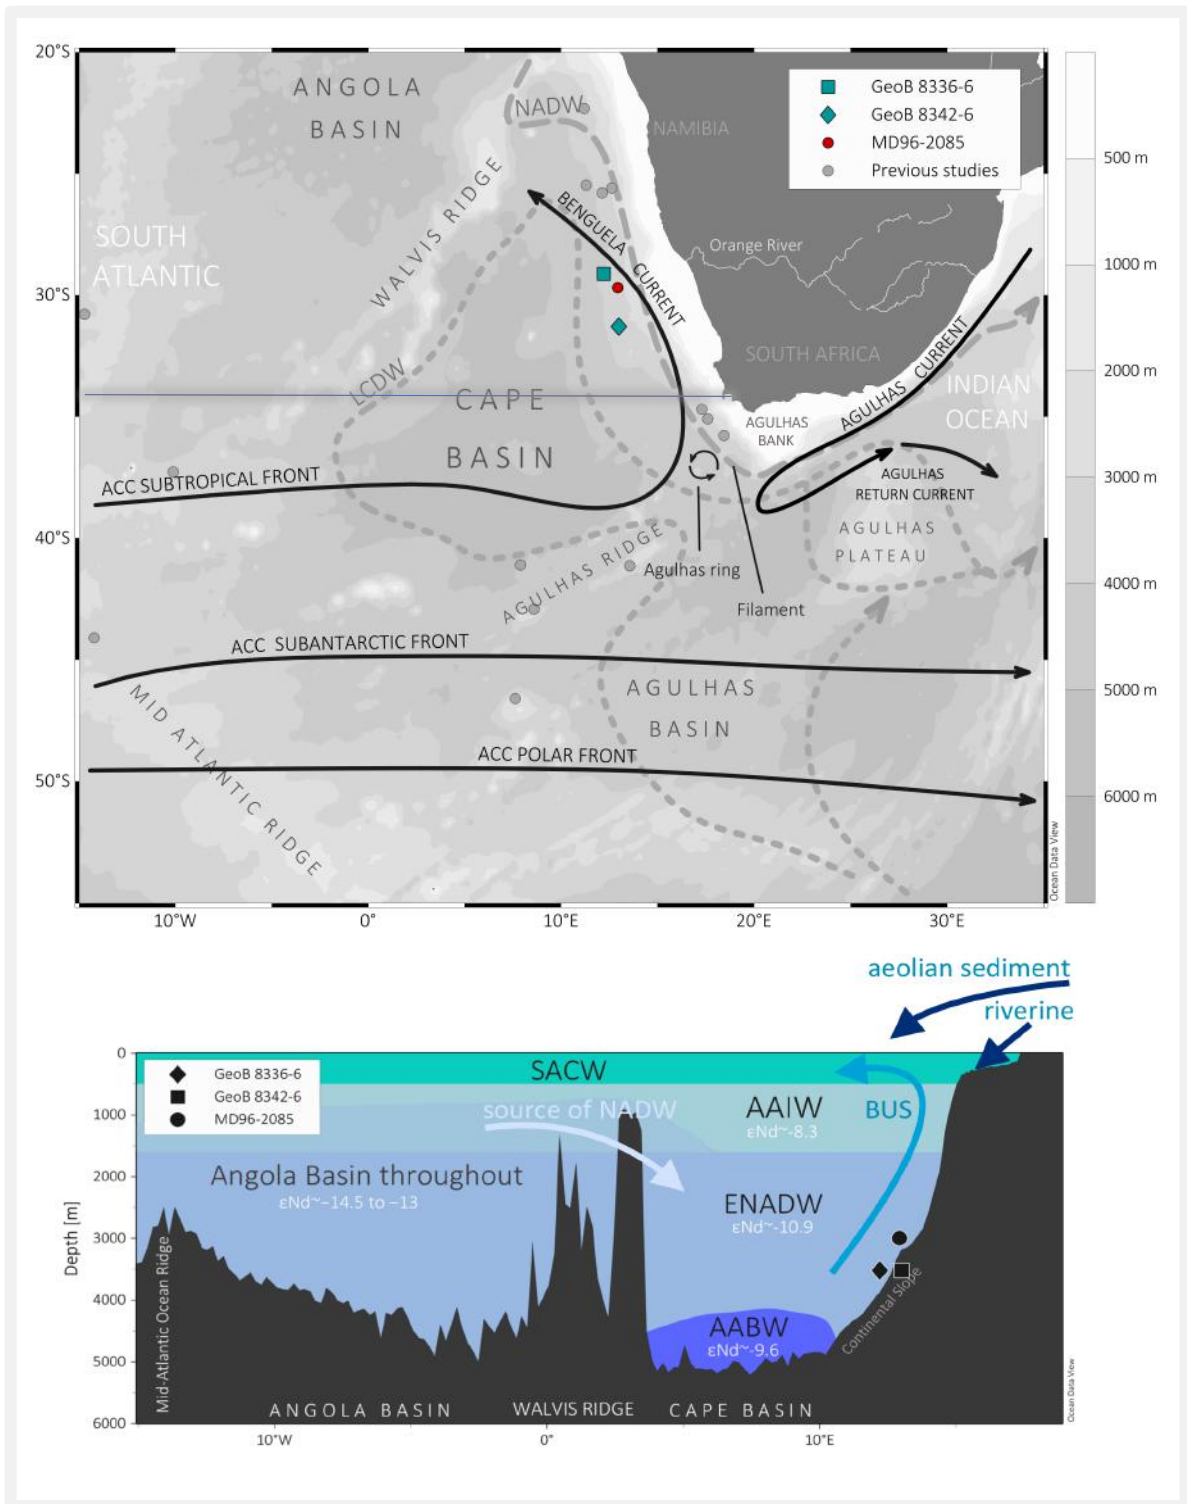 20°S
30°S
40°S
50°S
10°W
0°
10°E
20°E
30°E
ANGOLA
BASIN
NADW
NAMIBIA
GeoB 8336-6
GeoB 8342-6
MD96-2085
Previous studies
500 m
1000 m
2000 m
3000 m
4000 m
5000 m
6000 m
WALVIS RIDGE
BENGUELA CURRENT
SOUTH
ATLANTIC
Orange River
SOUTH AFRICA
AGULHAS CURRENT
INDIAN
OCEAN
LCDW
CAPE
BASIN
AGULHAS
BANK
ACC SUBTROPICAL FRONT
AGULHAS
RETURN CURRENT
AGULHAS
PLATEAU
AGULHAS RIDGE
Agulhas ring
Filament
ACC SUBANTARCTIC FRONT
AGULHAS
BASIN
MID ATLANTIC RIDGE
ACC POLAR FRONT
Ocean Data View
aeolian sediment
riverine
0
1000
2000
3000
4000
5000
6000
Depth [m]
GeoB 8336-6
GeoB 8342-6
MD96-2085
SACW
source of NADW
AAIW
εNd~-8.3
BUS
Angola Basin throughout
εNd~−14.5 to −13
ENADW
εNd~-10.9
Mid-Atlantic Ocean Ridge
Continental Slope
AABW
εNd~-9.6
ANGOLA BASIN
WALVIS RIDGE
CAPE BASIN
10°W
0°
10°E
Ocean Data View